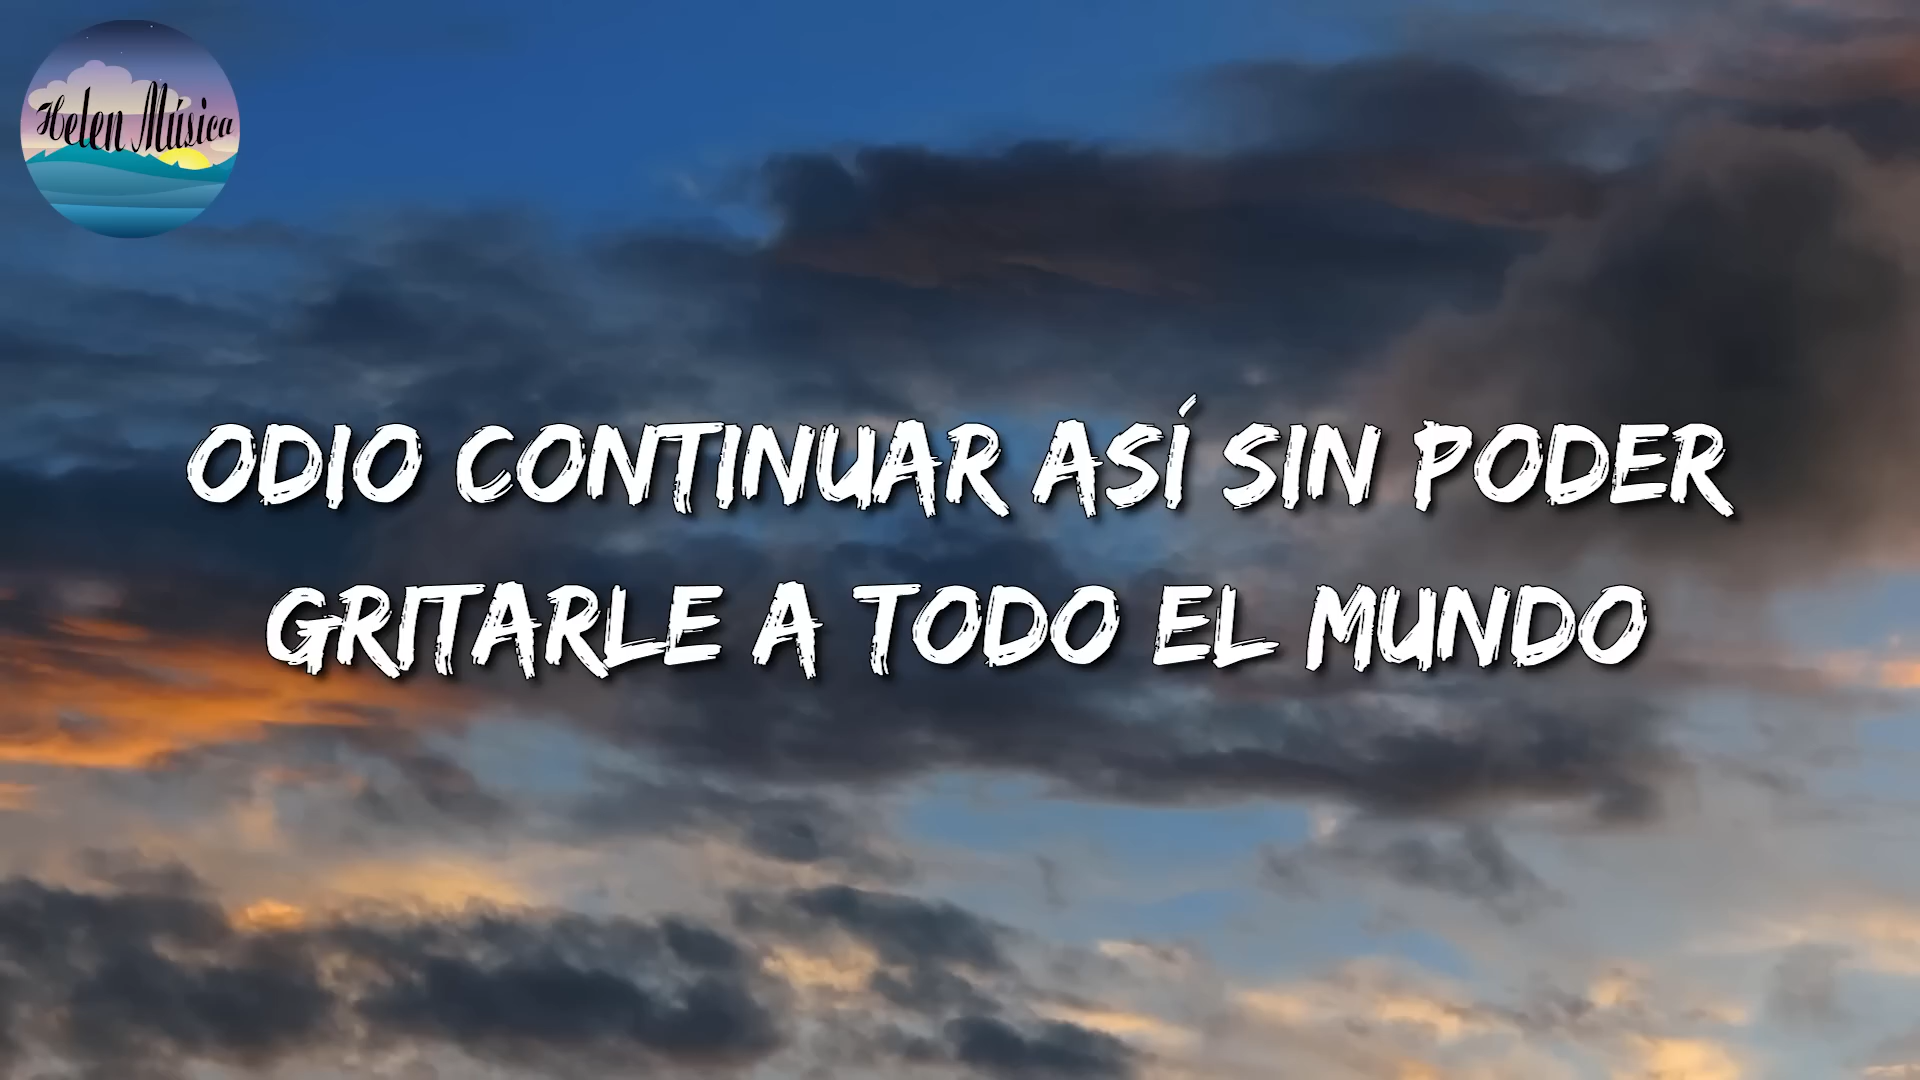 Helen Música
ODIO CONTINUAR ASÍ SIN PODER
GRITARLE A TODO EL MUNDO